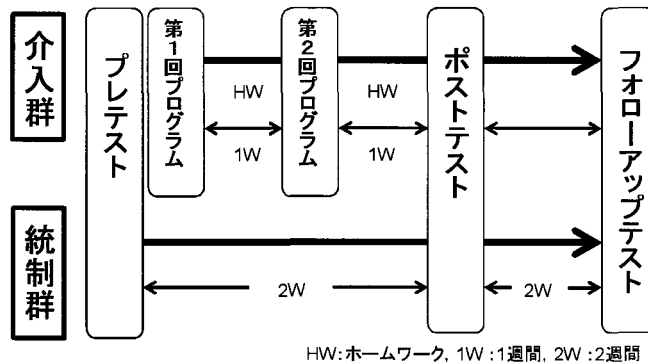 介入群
プレテスト
第1回プログラム
HW
1W
第2回プログラム
HW
1W
ポストテスト
フォローアップテスト
統制群
2W
2W
HW:ホームワーク, 1W:1週間, 2W:2週間